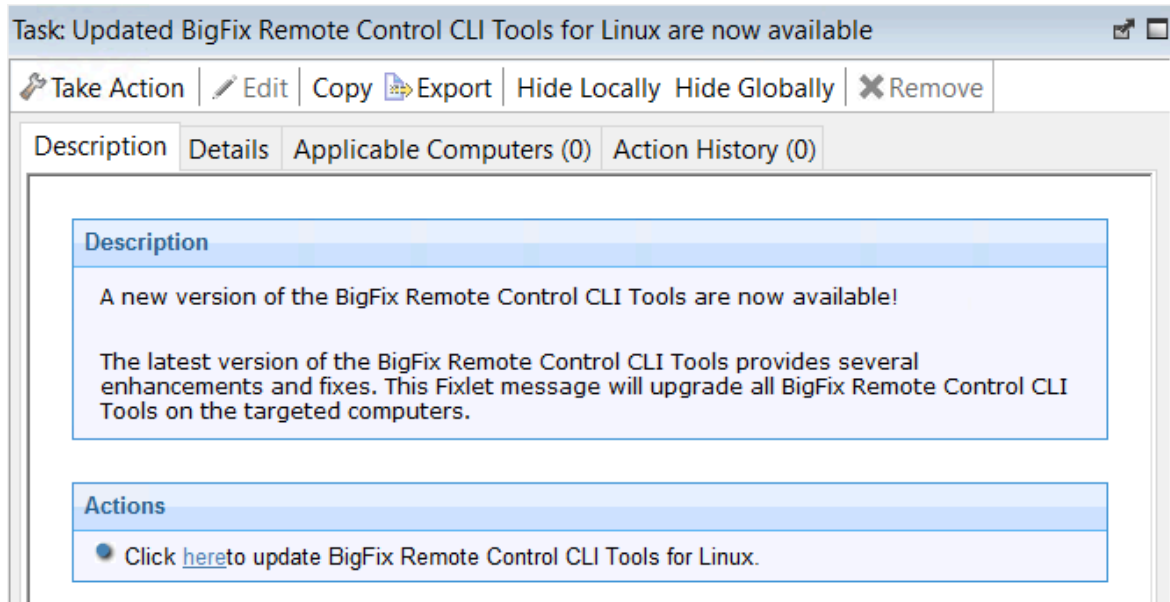 Task: Updated BigFix Remote Control CLI Tools for Linux are now available
Take Action Edit Copy Export Hide Locally Hide Globally Remove
Description Details Applicable Computers (0) Action History (0)
Description
A new version of the BigFix Remote Control CLI Tools are now available!
The latest version of the BigFix Remote Control CLI Tools provides several
enhancements and fixes. This Fixlet message will upgrade all BigFix Remote Control CLI
Tools on the targeted computers.
Actions
Click hereto update BigFix Remote Control CLI Tools for Linux.